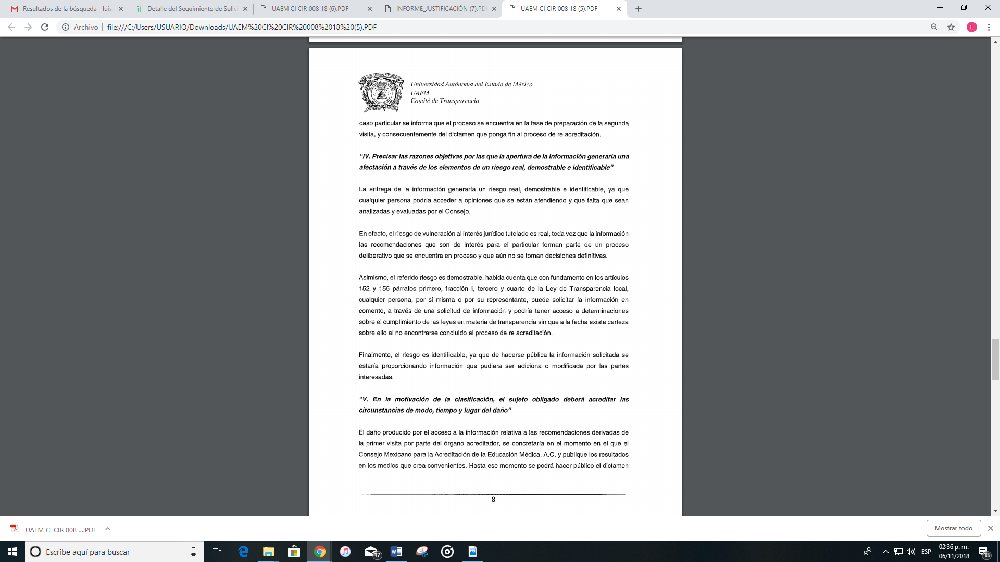 Resultados de la búsqueda - luis.
Detalle del Seguimiento de Solici
UAEM CI CIR 008 18 (6).PDF
INFORME_JUSTIFICACIÓN (7).PD
UAEM CI CIR 008 18 (5).PDF
Archivo
file:///C:/Users/USUARIO/Downloads/UAEM%20CI%20CIR%20008%2018%20(5).PDF
L
Universidad Autónoma del Estado de México
UAEM
Comité de Transparencia
caso particular se informa que el proceso se encuentra en la fase de preparación de la segunda
visita, y consecuentemente del dictamen que ponga fin al proceso de re acreditación.
“IV. Precisar las razones objetivas por las que la apertura de la información generaría una
afectación a través de los elementos de un riesgo real, demostrable e identificable”
La entrega de la información generaría un riesgo real, demostrable e identificable, ya que
cualquier persona podría acceder a opiniones que se están atendiendo y que falta que sean
analizadas y evaluadas por el Consejo.
En efecto, el riesgo de vulneración al interés jurídico tutelado es real, toda vez que la información
las recomendaciones que son de interés para el particular forman parte de un proceso
deliberativo que se encuentra en proceso y que aún no se toman decisiones definitivas.
Asimismo, el referido riesgo es demostrable, habida cuenta que con fundamento en los artículos
152 y 155 párrafos primero, fracción I, tercero y cuarto de la Ley de Transparencia local,
cualquier persona, por si misma o por su representante, puede solicitar la información en
comento, a través de una solicitud de información y podría tener acceso a determinaciones
sobre el cumplimiento de las leyes en materia de transparencia sin que a la fecha exista certeza
sobre ello al no encontrarse concluido el proceso de re acreditación.
Finalmente, el riesgo es identificable, ya que de hacerse pública la información solicitada se
estaría proporcionando información que pudiera ser adiciona o modificada por las partes
interesadas.
“V. En la motivación de la clasificación, el sujeto obligado deberá acreditar las
circunstancias de modo, tiempo y lugar del daño”
El daño producido por el acceso a la información relativa a las recomendaciones derivadas de
la primer visita por parte del órgano acreditador, se concretaría en el momento en el que el
Consejo Mexicano para la Acreditación de la Educación Médica, A.C. y publique los resultados
en los medios que crea convenientes. Hasta ese momento se podrá hacer público el dictamen
8
UAEM CI CIR 008 ....PDF
Mostrar todo
Escribe aquí para buscar
17
ESP
02:36 p. m.
06/11/2018
18